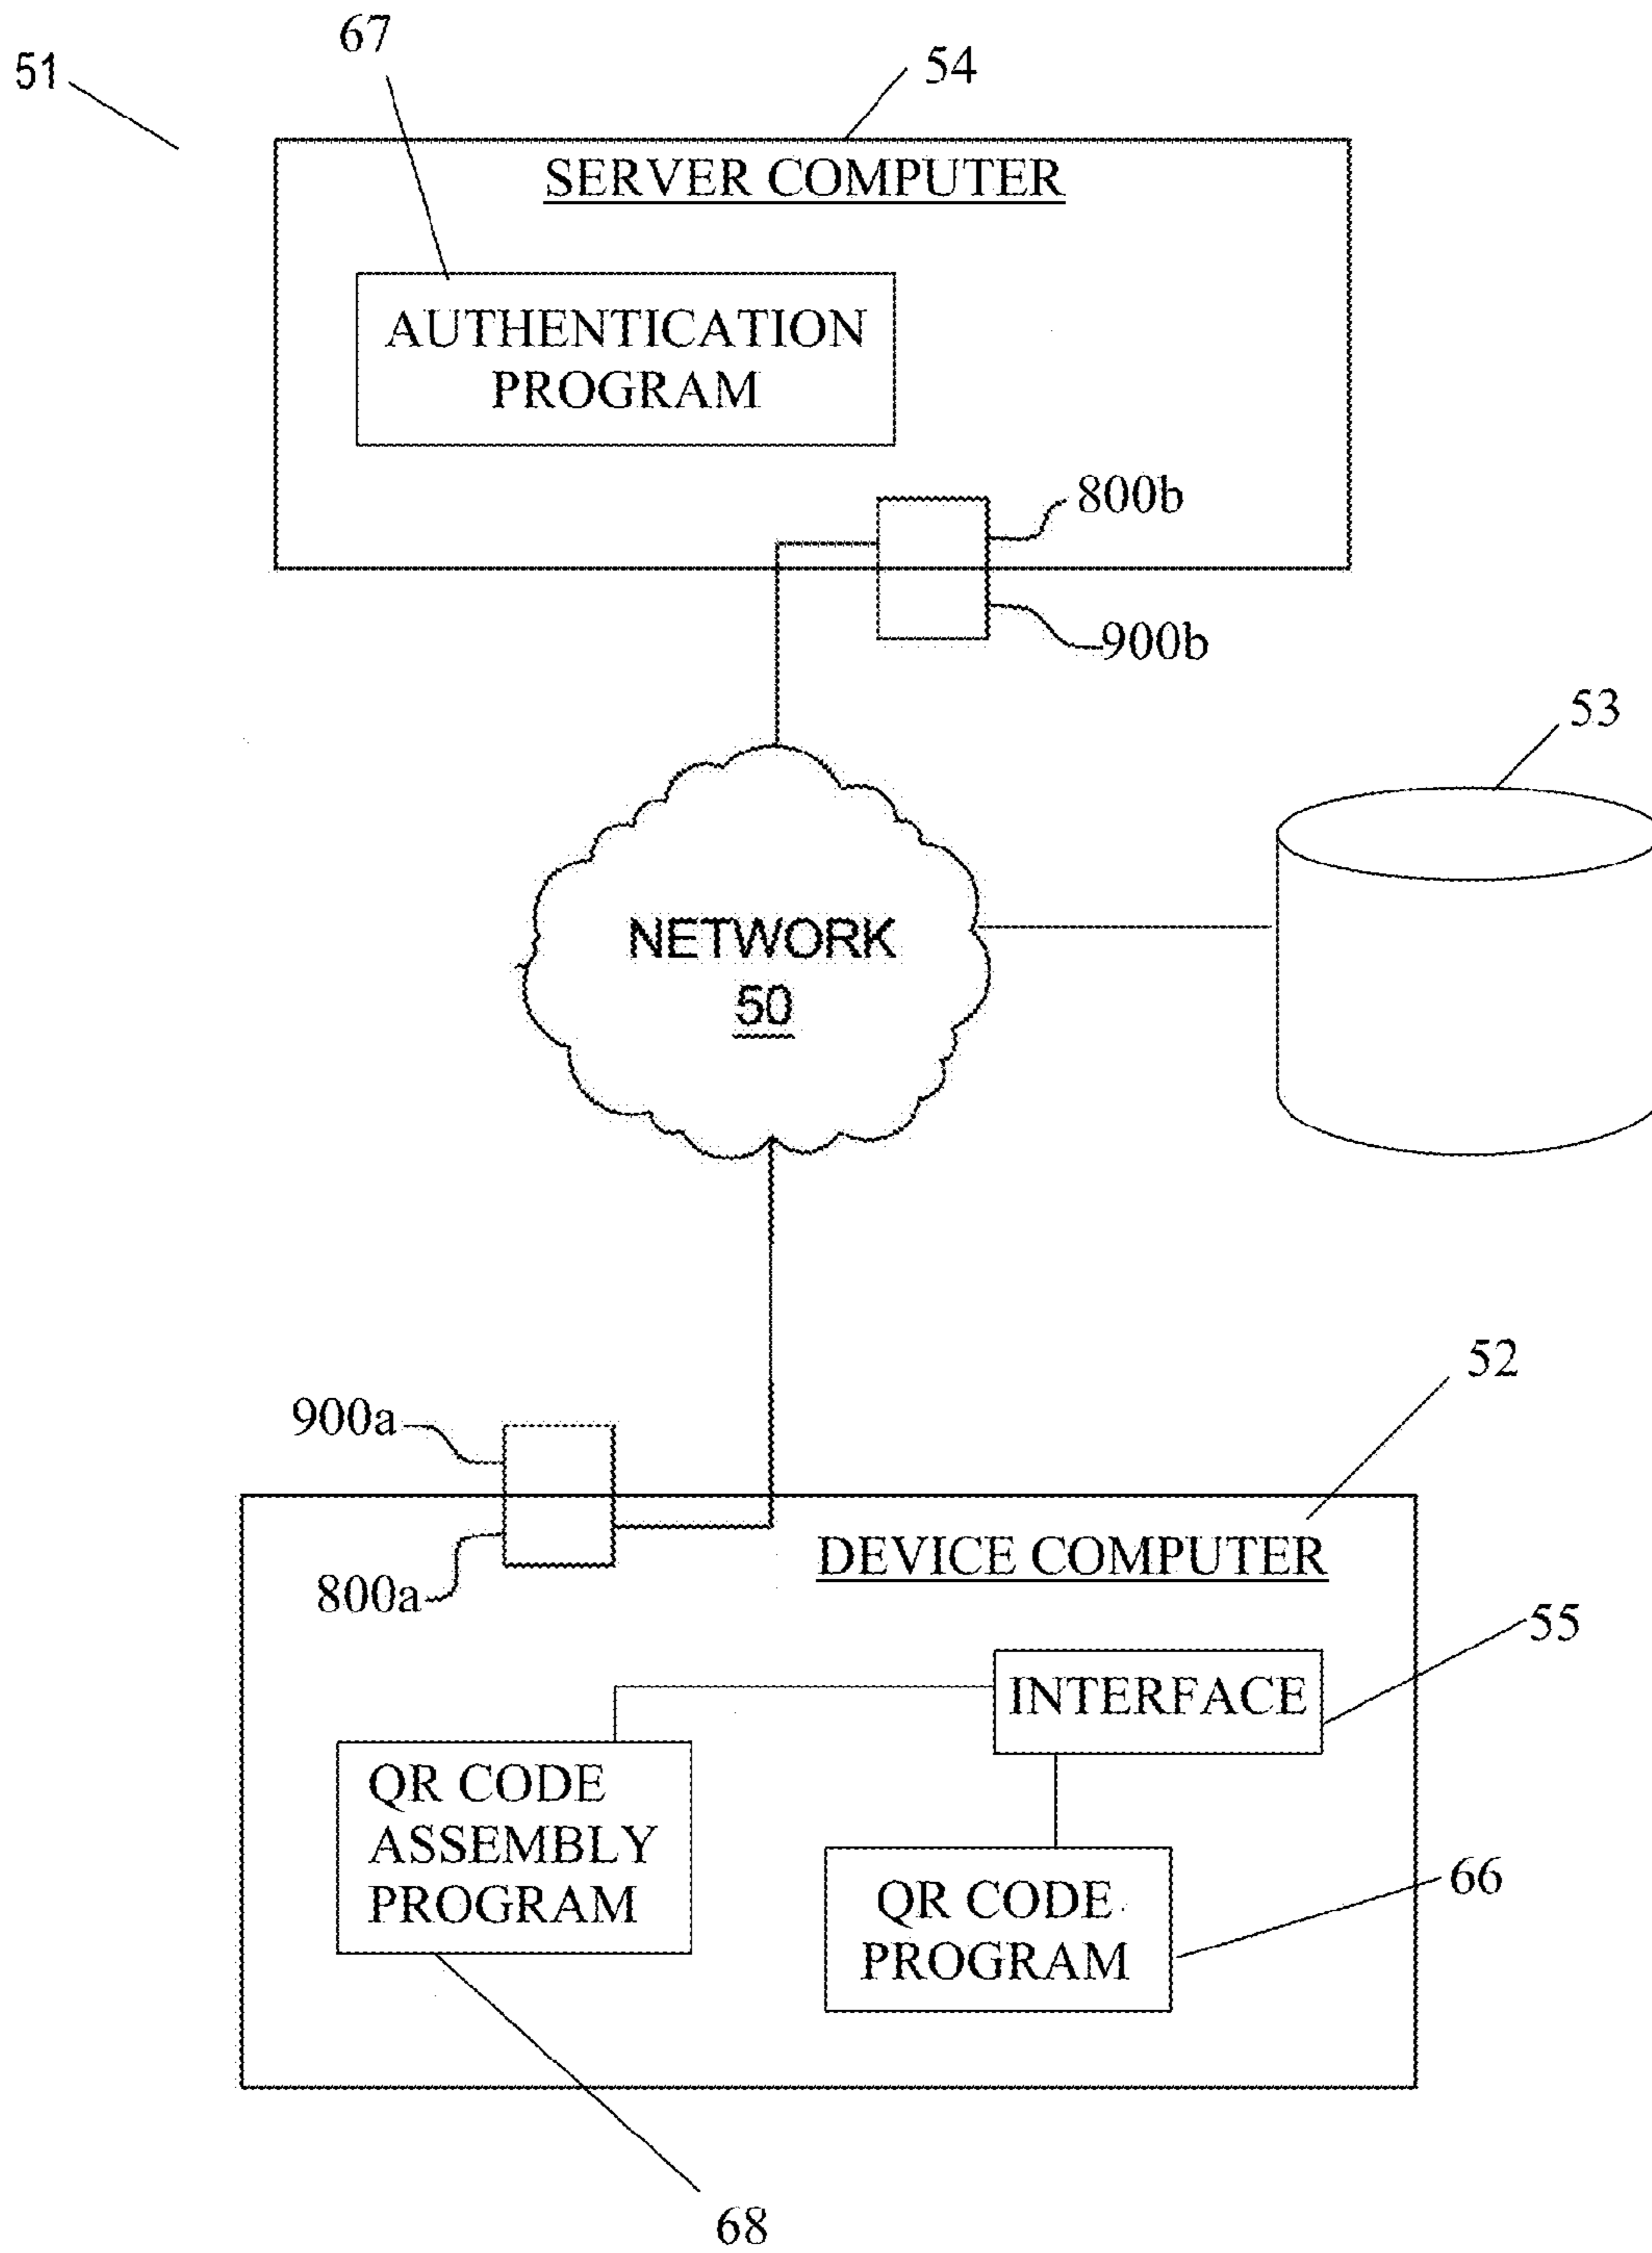 67
51
54
SERVER COMPUTER
AUTHENTICATION
PROGRAM
800b
900b
53
NETWORK
50
52
900a
DEVICE COMPUTER
800a
55
INTERFACE
QR CODE
ASSEMBLY
PROGRAM
66
QR CODE
PROGRAM
68